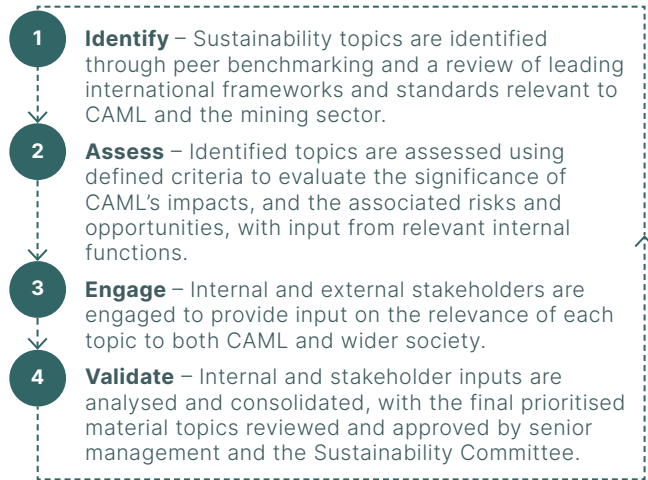 1
Identify – Sustainability topics are identified
through peer benchmarking and a review of leading
international frameworks and standards relevant to
CAML and the mining sector.
2
Assess – Identified topics are assessed using
defined criteria to evaluate the significance of
CAML’s impacts, and the associated risks and
opportunities, with input from relevant internal
functions.
3
Engage – Internal and external stakeholders are
engaged to provide input on the relevance of each
topic to both CAML and wider society.
4
Validate – Internal and stakeholder inputs are
analysed and consolidated, with the final prioritised
material topics reviewed and approved by senior
management and the Sustainability Committee.